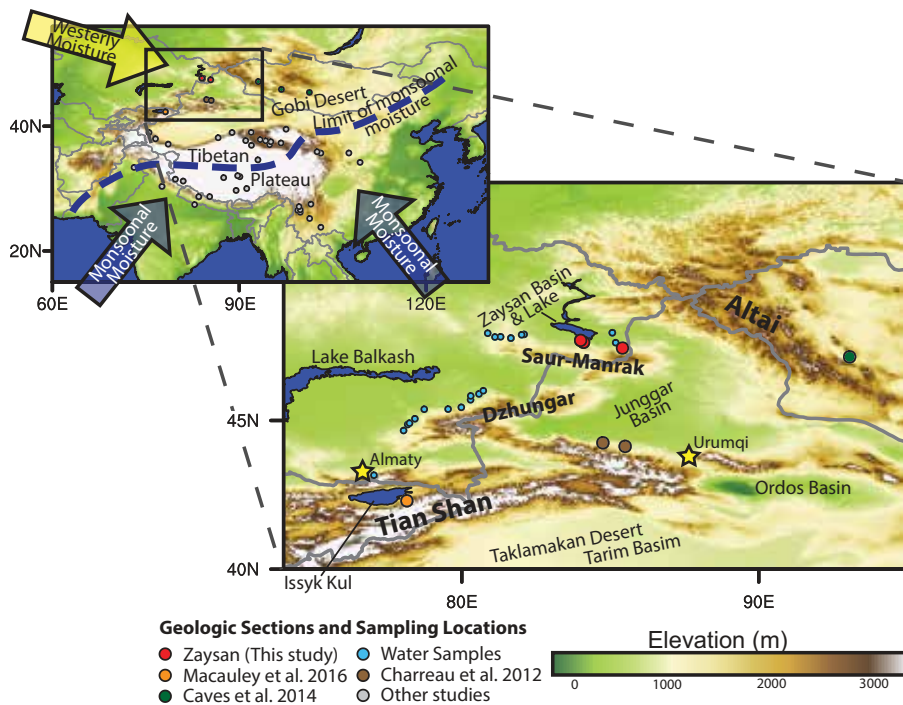 Westerly
Moisture
Gobi Desert
Limit of monsoonal
moisture
40N
Tibetan
Plateau
Monsoonal
Moisture
Monsoonal
Moisture
20N
60E
90E
120E
Zaysan Basin
& Lake
Altai
Saur-Manrak
Lake Balkash
Dzhungar
Junggar
Basin
45N
Urumqi
Almaty
Ordos Basin
Tian Shan
Taklamakan Desert
Tarim Basim
40N
Issyk Kul
80E
90E
Geologic Sections and Sampling Locations
Zaysan (This study)
Water Samples
Macauley et al. 2016
Charreau et al. 2012
Caves et al. 2014
Other studies
Elevation (m)
0
1000
2000
3000